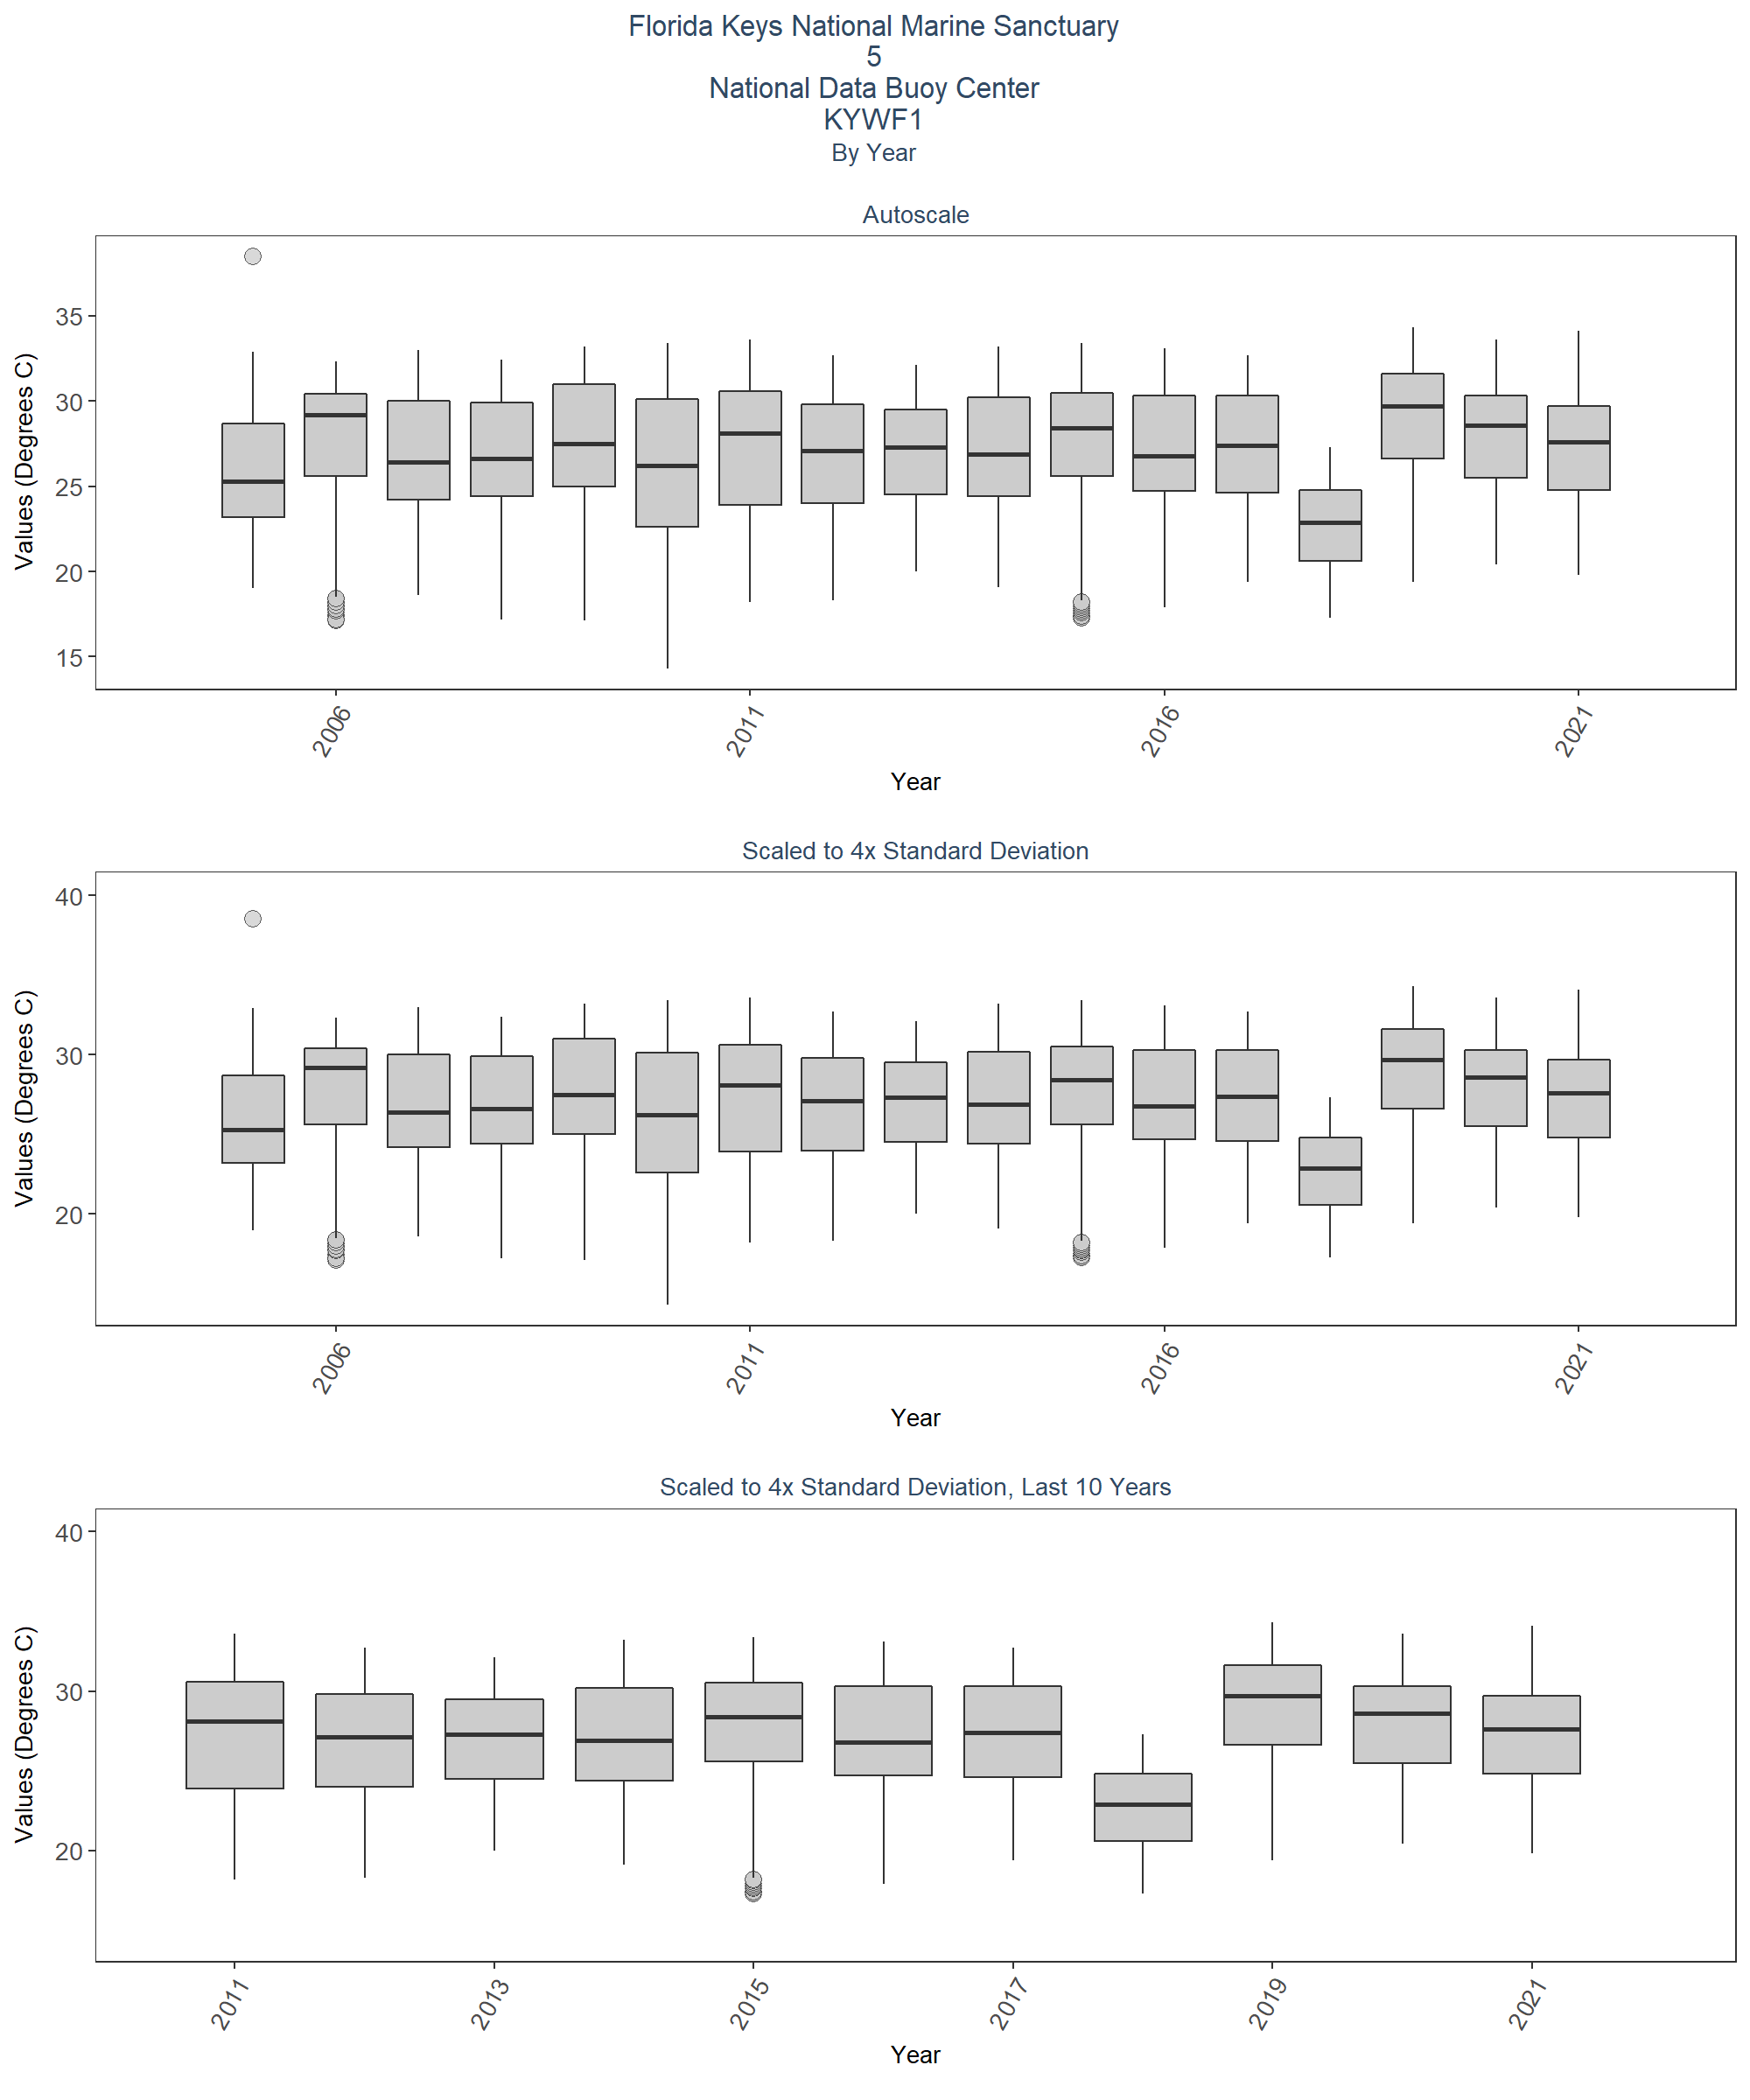 Florida Keys National Marine Sanctuary
5
National Data Buoy Center
KYWF1
By Year
Autoscale
Values (Degrees C)
35
30
25
20
15
2006
2011
2016
2021
Year
Scaled to 4x Standard Deviation
Values (Degrees C)
40
30
20
2006
2011
2016
2021
Year
Scaled to 4x Standard Deviation, Last 10 Years
Values (Degrees C)
40
30
20
2011
2013
2015
2017
2019
2021
Year